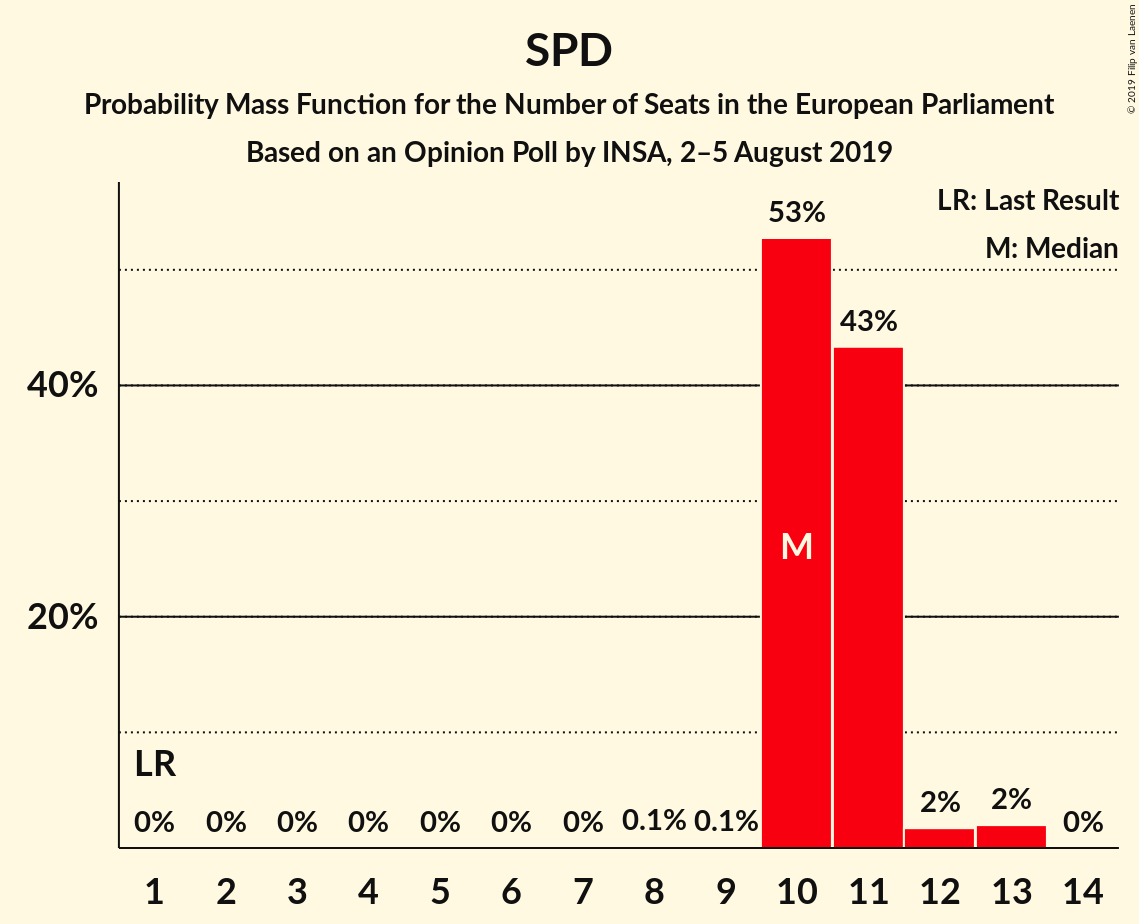 SPD
Probability Mass Function for the Number of Seats in the European Parliament
Based on an Opinion Poll by INSA, 2–5 August 2019
© 2019 Filip van Laenen
LR: Last Result
M: Median
53%
43%
40%
M
20%
LR
0% 0% 0% 0% 0% 0% 0% 0.1% 0.1% 2% 2% 0%
1 2 3 4 5 6 7 8 9 10 11 12 13 14